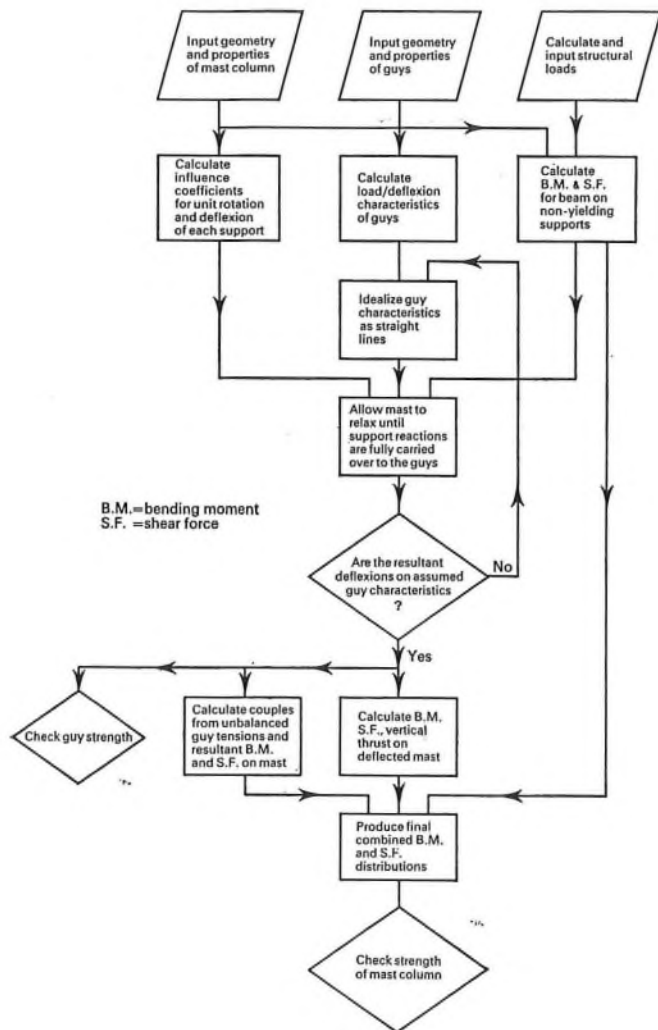 Input geometry
and properties
of mast column
Input geometry
and properties
of guys
Calculate and
input structural
loads
Calculate
influence
coefficients
for unit rotation
and deflexion
of each support
Calculate
load/deflexion
characteristics
of guys
Calculate
B.M. & S.F.
for beam on
non-yielding
supports
Idealize guy
characteristics
as straight
lines
Allow mast to
relax until
support reactions
are fully carried
over to the guys
B.M.=bending moment
S.F. =shear force
Are the resultant
deflexions on assumed
guy characteristics
?
No
Yes
Check guy strength
Calculate couples
from unbalanced
guy tensions and
resultant B.M.
and S.F. on mast
Calculate B.M.
S.F., vertical
thrust on
deflected mast
Produce final
combined B.M.
and S.F.
distributions
Check strength
of mast column